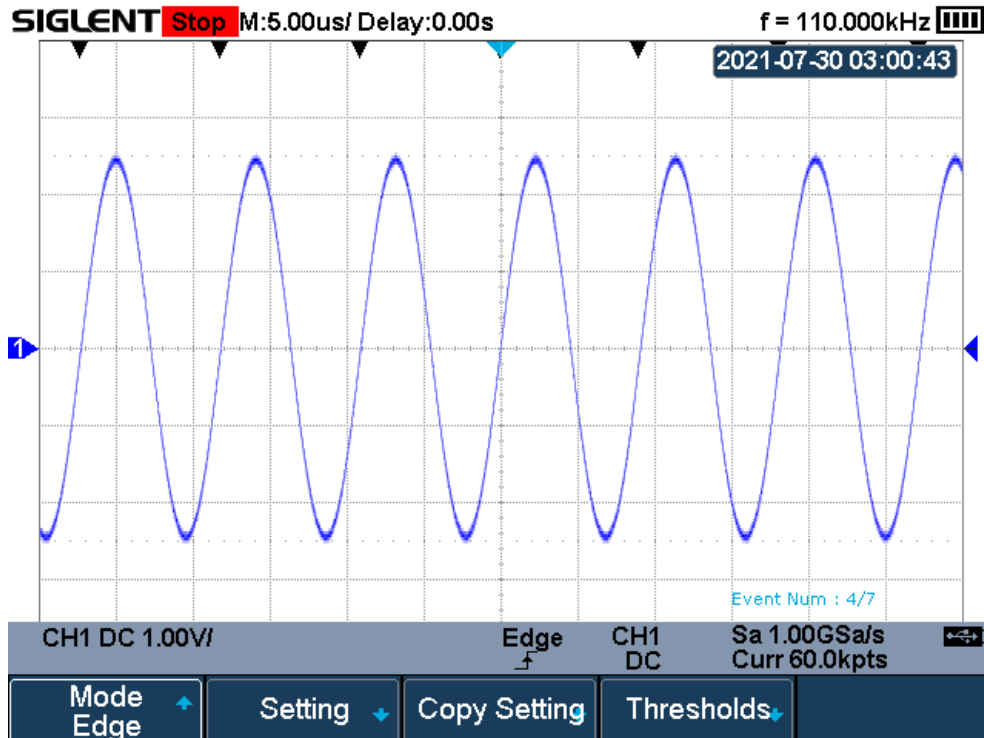 SIGLENT Stop M:5.00us/ Delay:0.00s f = 110.000kHz
2021-07-30 03:00:43
1
Event Num : 4/7
CH1 DC 1.00V/ Edge CH1 Sa 1.00GSa/s
DC Curr 60.0kpts
Mode Setting Copy Setting Thresholds
Edge